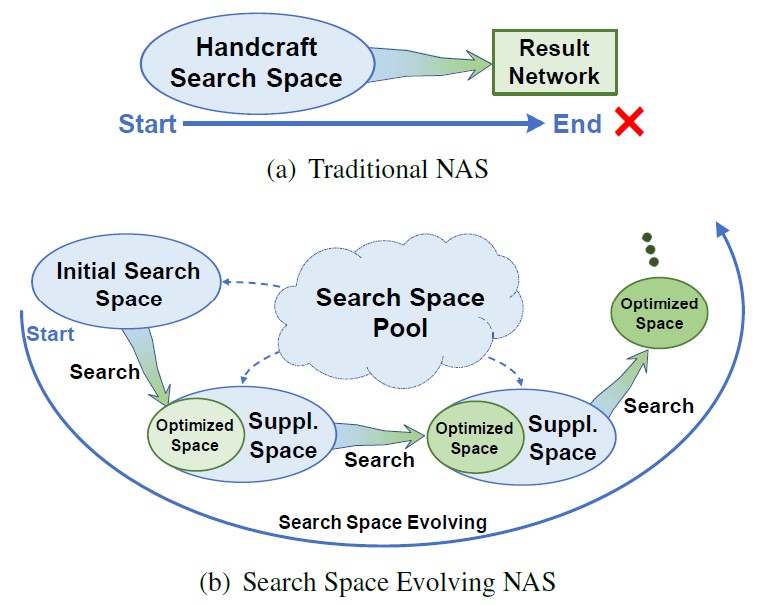 Handcraft
Search Space
Result
Network
Start
End
(a) Traditional NAS
Initial Search
Space
Search Space
Pool
Optimized
Space
Start
Search
Optimized
Space
Suppl.
Space
Search
Optimized
Space
Suppl.
Space
Search
Search Space Evolving
(b) Search Space Evolving NAS